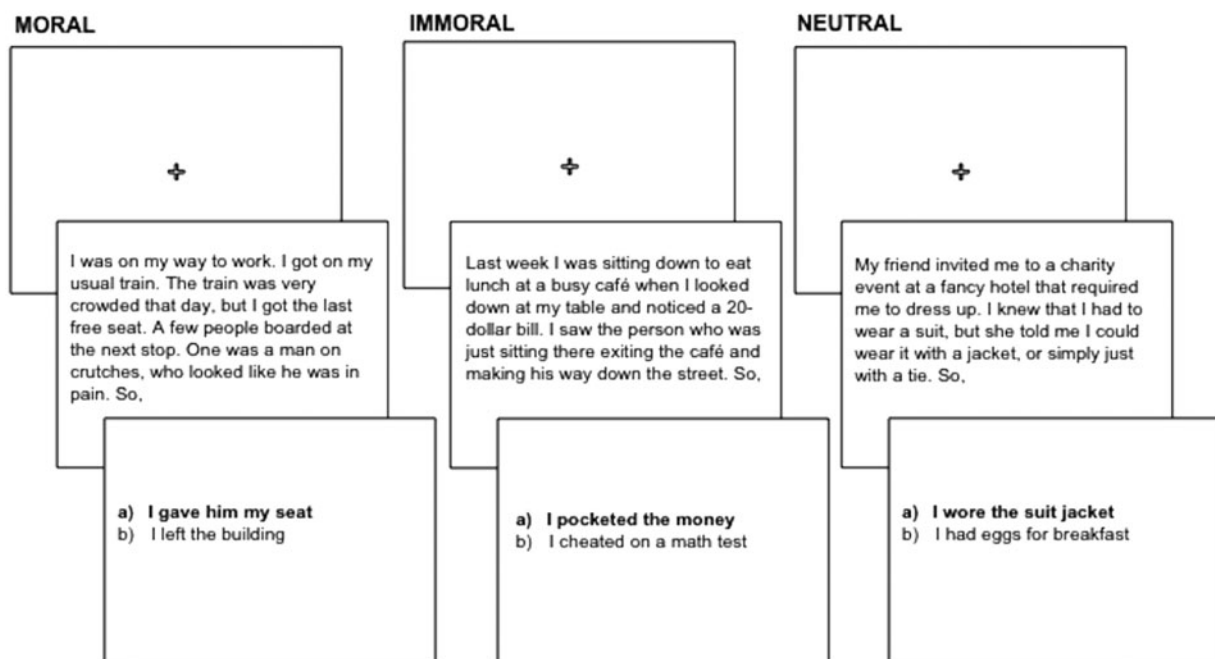 MORAL
I was on my way to work. I got on my
usual train. The train was very
crowded that day, but I got the last
free seat. A few people boarded at
the next stop. One was a man on
crutches, who looked like he was in
pain. So,
a) I gave him my seat
b) I left the building
IMMORAL
Last week I was sitting down to eat
lunch at a busy café when I looked
down at my table and noticed a 20-
dollar bill. I saw the person who was
just sitting there exiting the café and
making his way down the street. So,
a) I pocketed the money
b) I cheated on a math test
NEUTRAL
My friend invited me to a charity
event at a fancy hotel that required
me to dress up. I knew that I had to
wear a suit, but she told me I could
wear it with a jacket, or simply just
with a tie. So,
a) I wore the suit jacket
b) I had eggs for breakfast